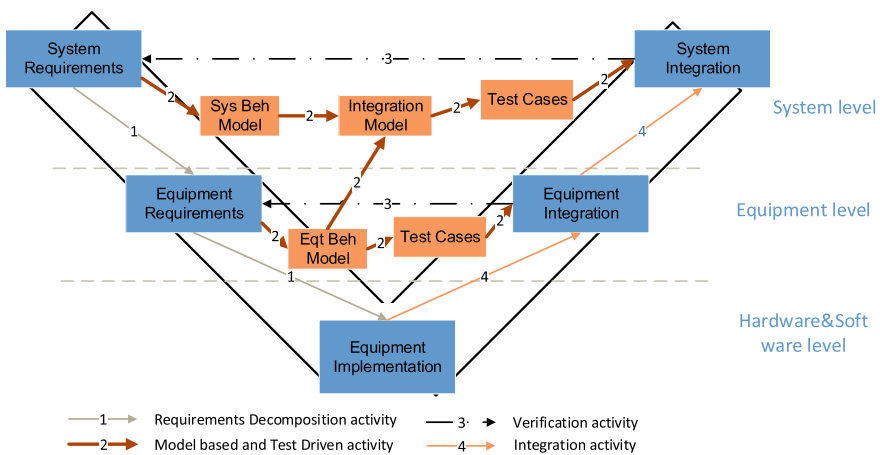 System
Requirements
3
System
Integration
2
Sys Beh
Model
2
Integration
Model
2
Test Cases
2
System level
1
4
2
Equipment
Requirements
3
Equipment
Integration
Equipment level
2
Eqt Beh
Model
2
Test Cases
2
1
4
Hardware&Soft
ware level
Equipment
Implementation
1 Requirements Decomposition activity
3 Verification activity
2 Model based and Test Driven activity
4 Integration activity